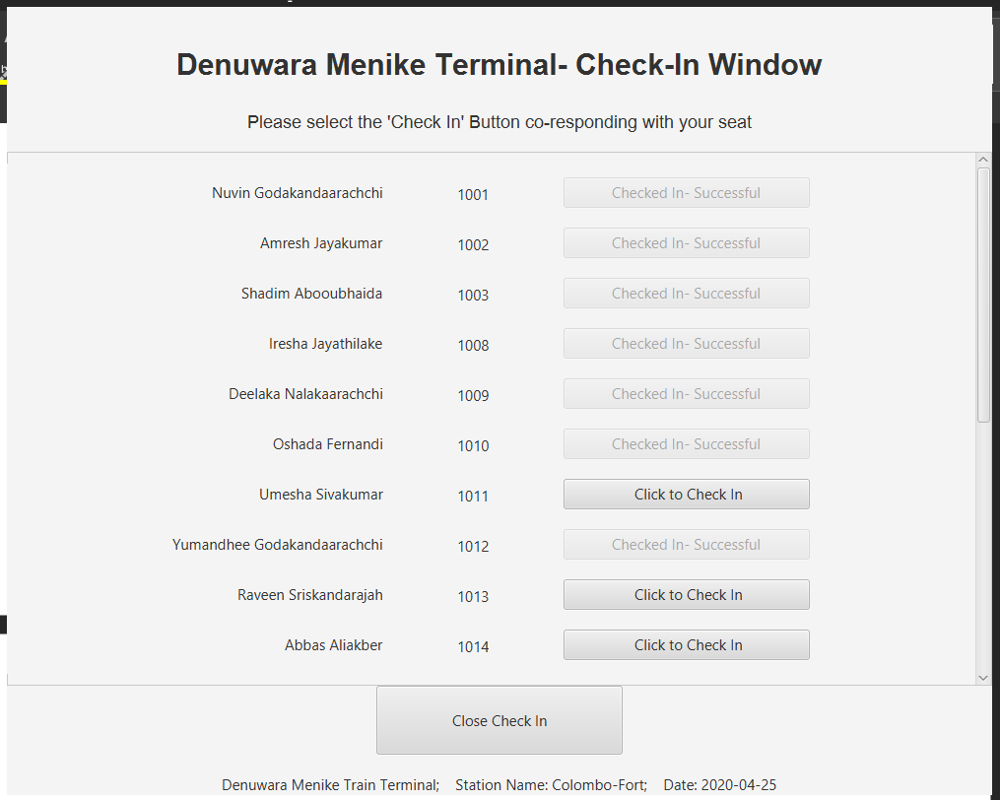 Denuwara Menike Terminal- Check-In Window
Please select the 'Check In' Button co-responding with your seat
Nuvin Godakandaarachchi 1001 Checked In- Successful
Amresh Jayakumar 1002 Checked In- Successful
Shadim Abooubhaida 1003 Checked In- Successful
Iresha Jayathilake 1008 Checked In- Successful
Deelaka Nalakaarachchi 1009 Checked In- Successful
Oshada Fernandi 1010 Checked In- Successful
Umesha Sivakumar 1011 Click to Check In
Yumandhee Godakandaarachchi 1012 Checked In- Successful
Raveen Sriskandarajah 1013 Click to Check In
Abbas Aliakber 1014 Click to Check In
Close Check In
Denuwara Menike Train Terminal; Station Name: Colombo-Fort; Date: 2020-04-25